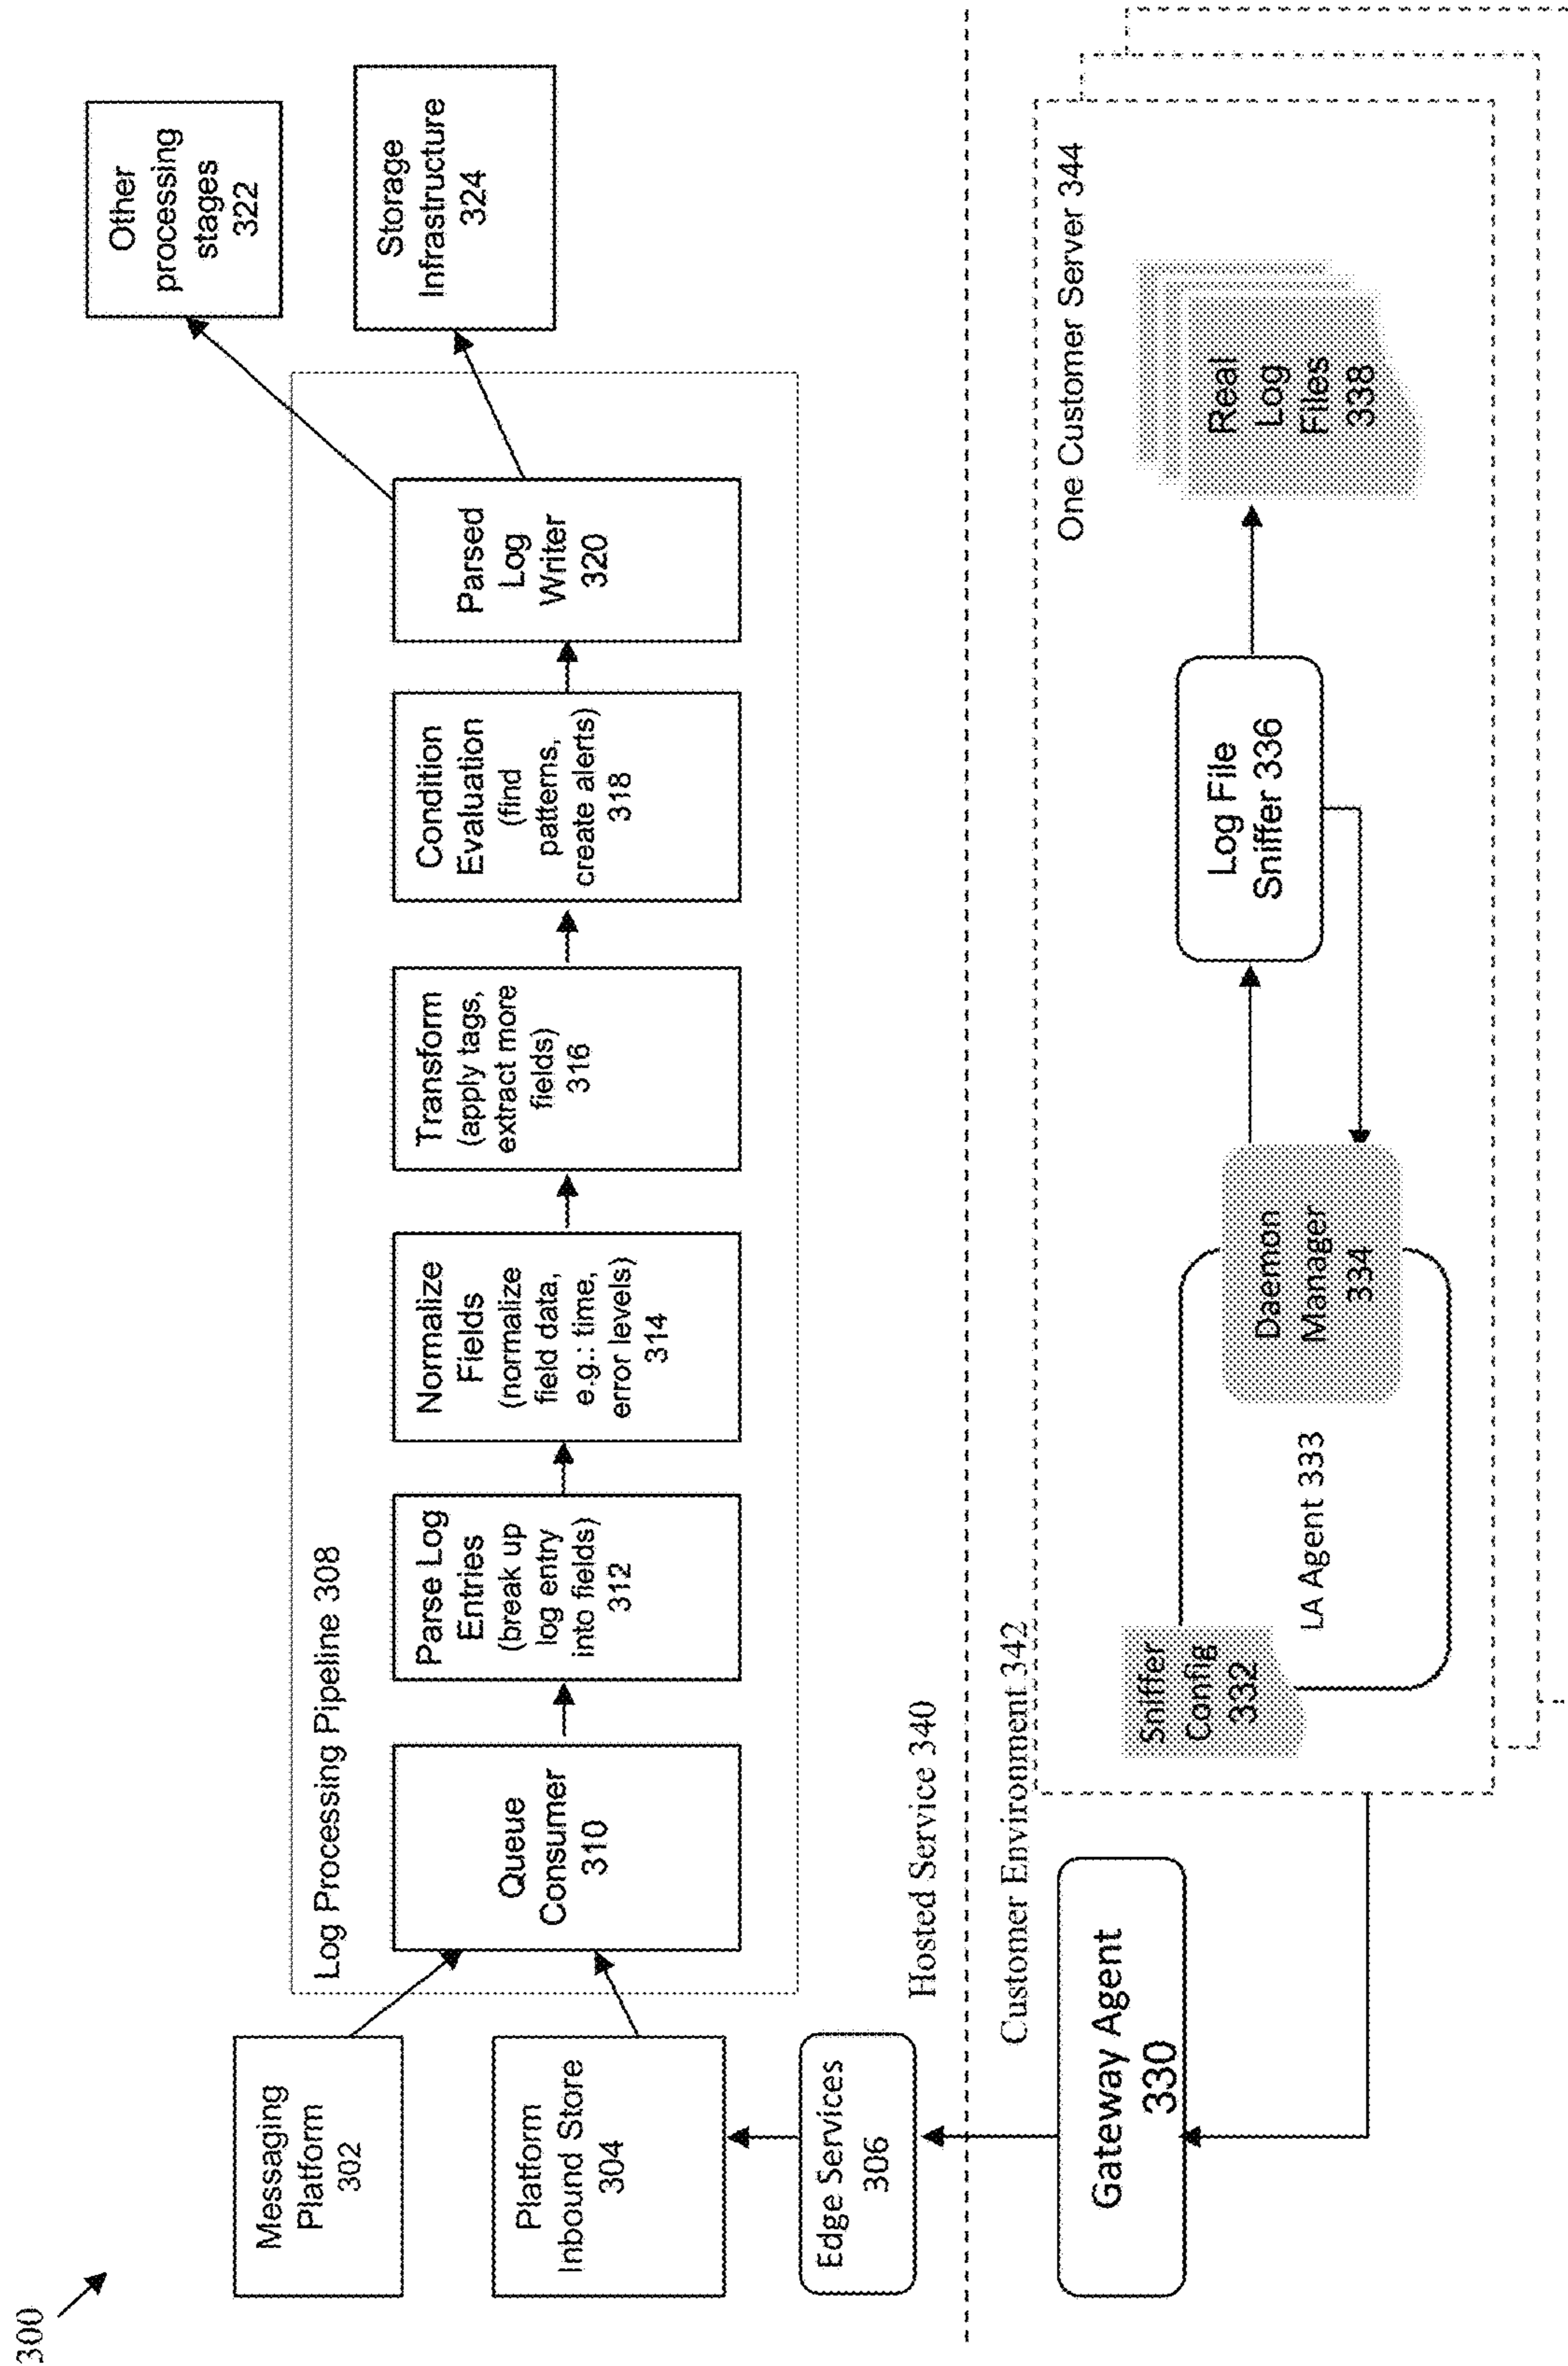 300
Messaging
Platform
302
Platform
Inbound Store
304
Edge Services
306
Log Processing Pipeline 308
Queue
Consumer
310
Parse Log
Entries
(break up
log entry
into fields)
312
Normalize
Fields
(normalize
field data,
e.g.: time,
error levels)
314
Transform
(apply tags,
extract more
fields)
316
Condition
Evaluation
(find
patterns,
create alerts)
318
Parsed
Log
Writer
320
Other
processing
stages
322
Storage
Infrastructure
324
Hosted Service 340
Customer Environment 342
Gateway Agent
330
One Customer Server 344
Sniffer
Config
332
LA Agent 333
Daemon
Manager
334
Log File
Sniffer 336
Real
Log
Files
338